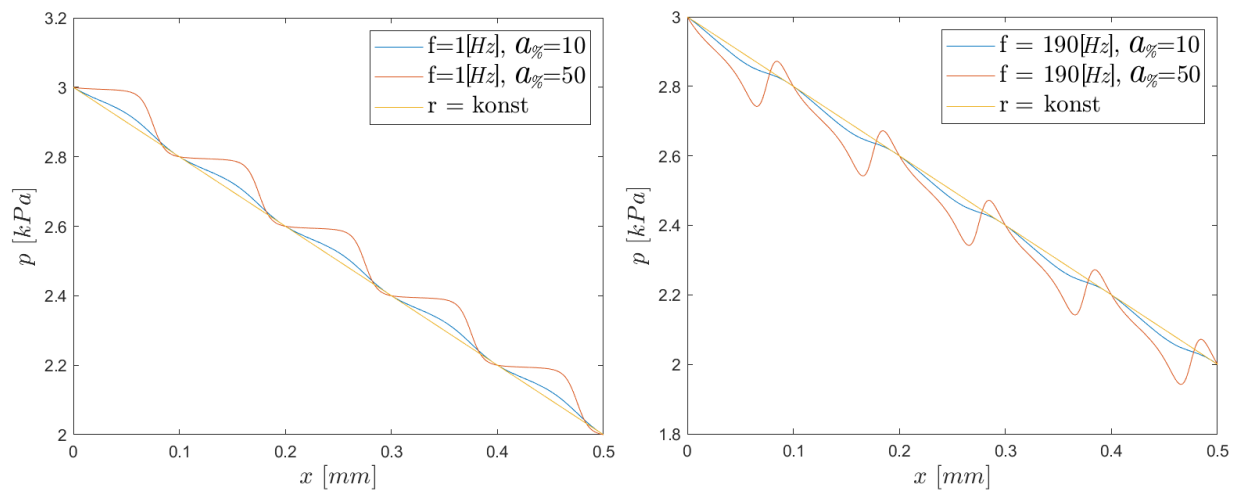 3.2
3
2.8
2.6
2.4
2.2
2
0
0.1
0.2
0.3
0.4
0.5
p [kPa]
x [mm]
f=1[Hz], a%=10
f=1[Hz], a%=50
r = konst
3
2.8
2.6
2.4
2.2
2
1.8
0
0.1
0.2
0.3
0.4
0.5
p [kPa]
x [mm]
f = 190[Hz], a%=10
f = 190[Hz], a%=50
r = konst